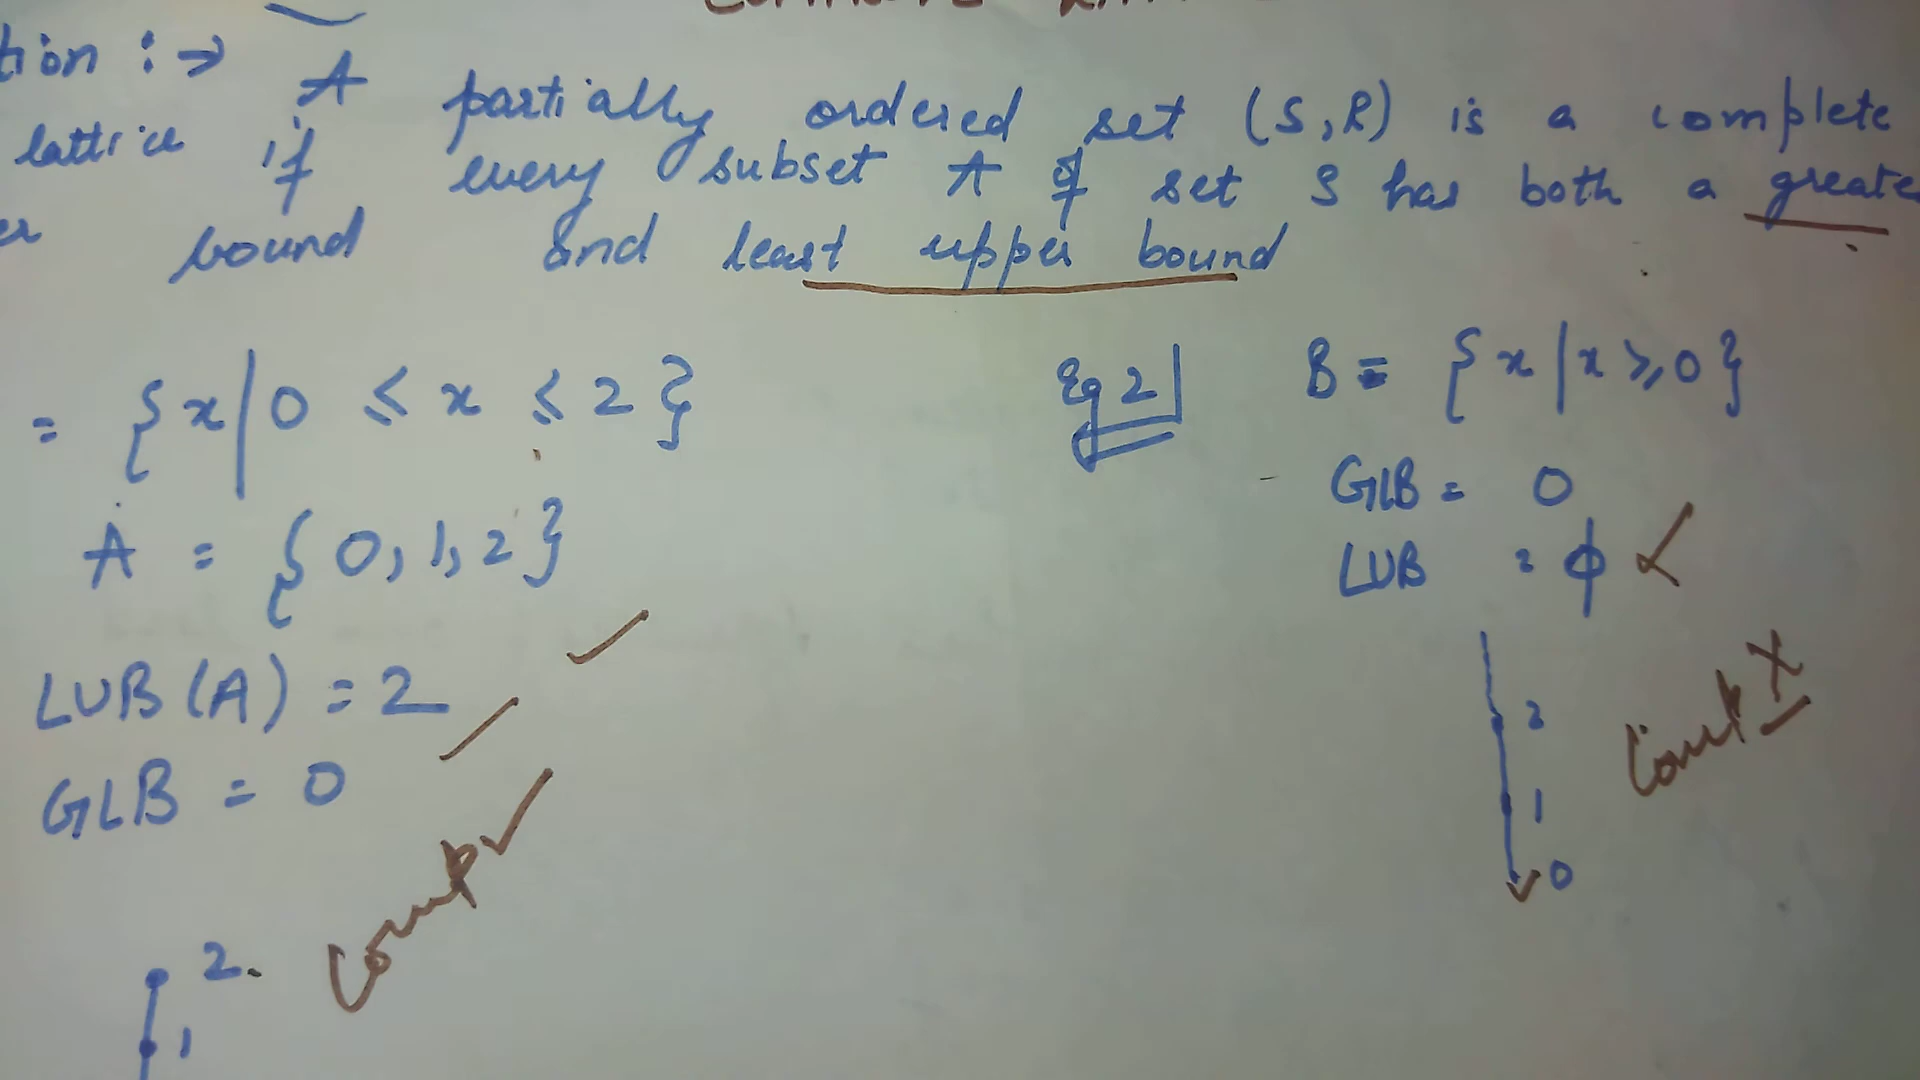 tion :→ A partially ordered set (S,R) is a complete
lattice if every subset A of set S has both a greate
er bound and least upper bound
= {x|0 ≤ x ≤ 2}
A = {0,1,2}
LUB(A) = 2 ✓
GLB = 0 ✓
Comp ✓
2.
1
Eg 2| B = {x|x ≥ 0}
GLB = 0
LUB = ϕ
2
1
0
Comp X